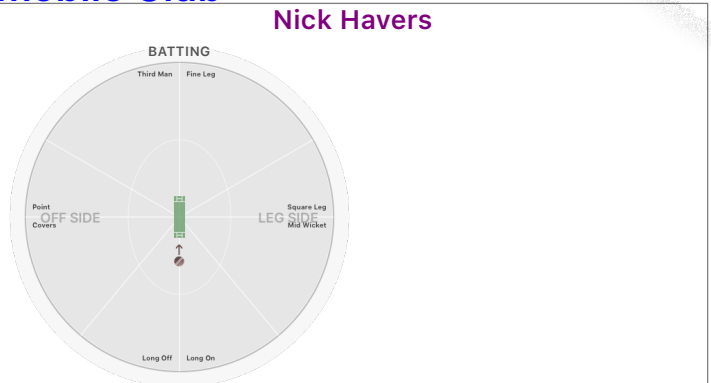 Nick Havers
BATTING
Third Man Fine Leg
Point
Square Leg
OFF SIDE
LEG SIDE
Covers
Mid Wicket
Long Off Long On